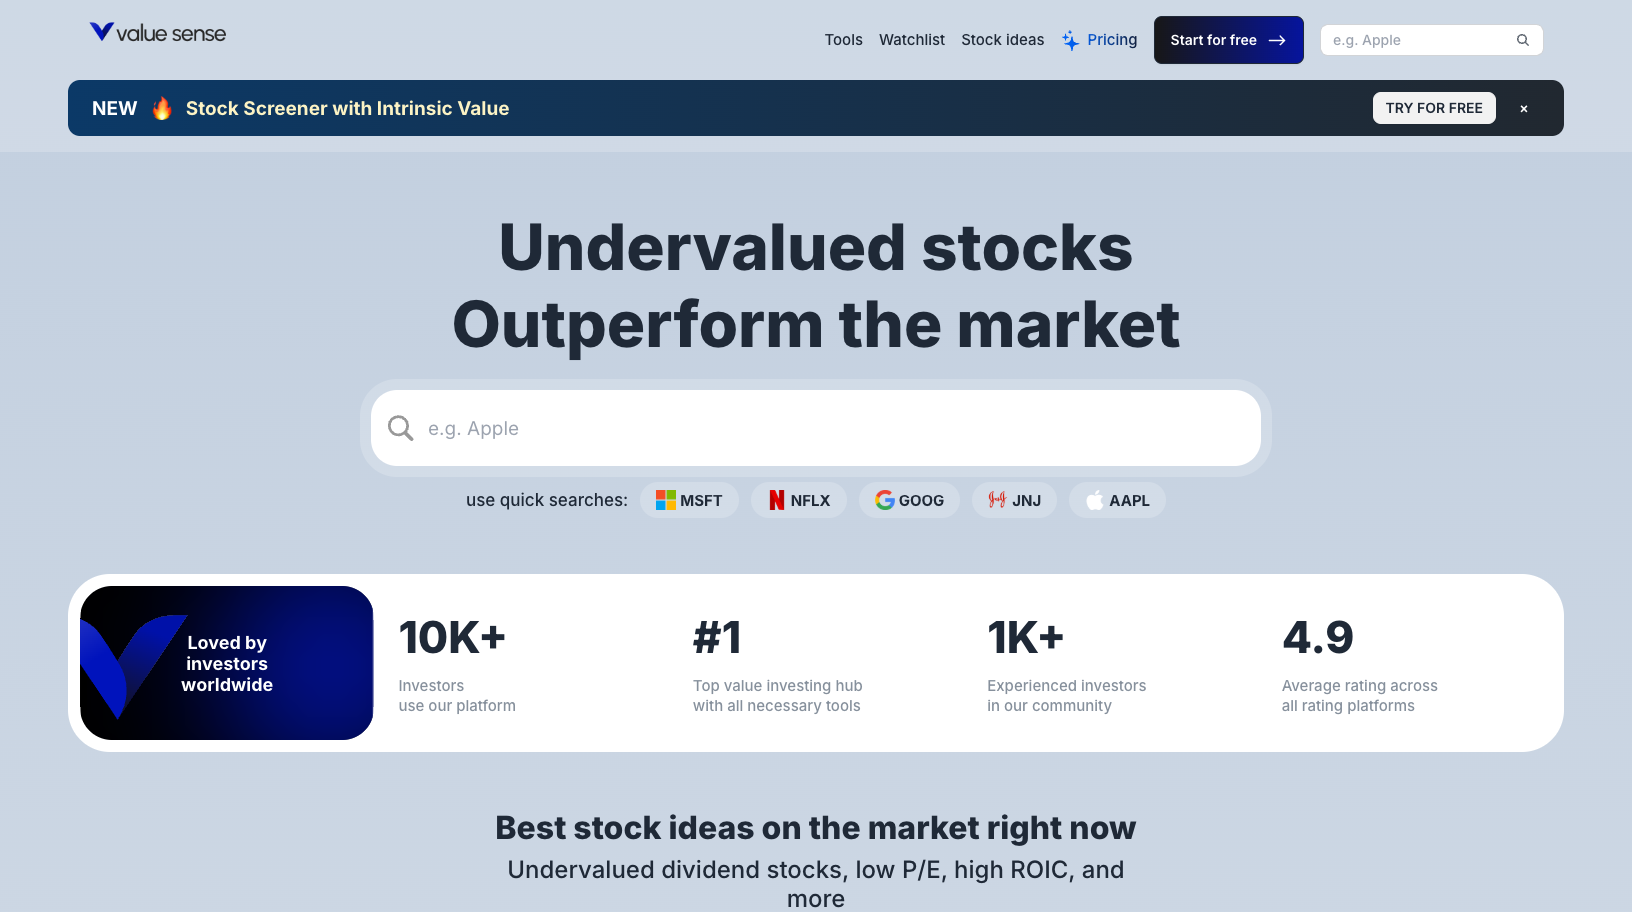 value sense
Tools
Watchlist
Stock ideas
Pricing
Start for free
e.g. Apple
NEW 🔥 Stock Screener with Intrinsic Value
TRY FOR FREE
×
Undervalued stocks
Outperform the market
e.g. Apple
use quick searches:
MSFT
NFLX
GOOG
JNJ
AAPL
Loved by
investors
worldwide
10K+
Investors
use our platform
#1
Top value investing hub
with all necessary tools
1K+
Experienced investors
in our community
4.9
Average rating across
all rating platforms
Best stock ideas on the market right now
Undervalued dividend stocks, low P/E, high ROIC, and
more